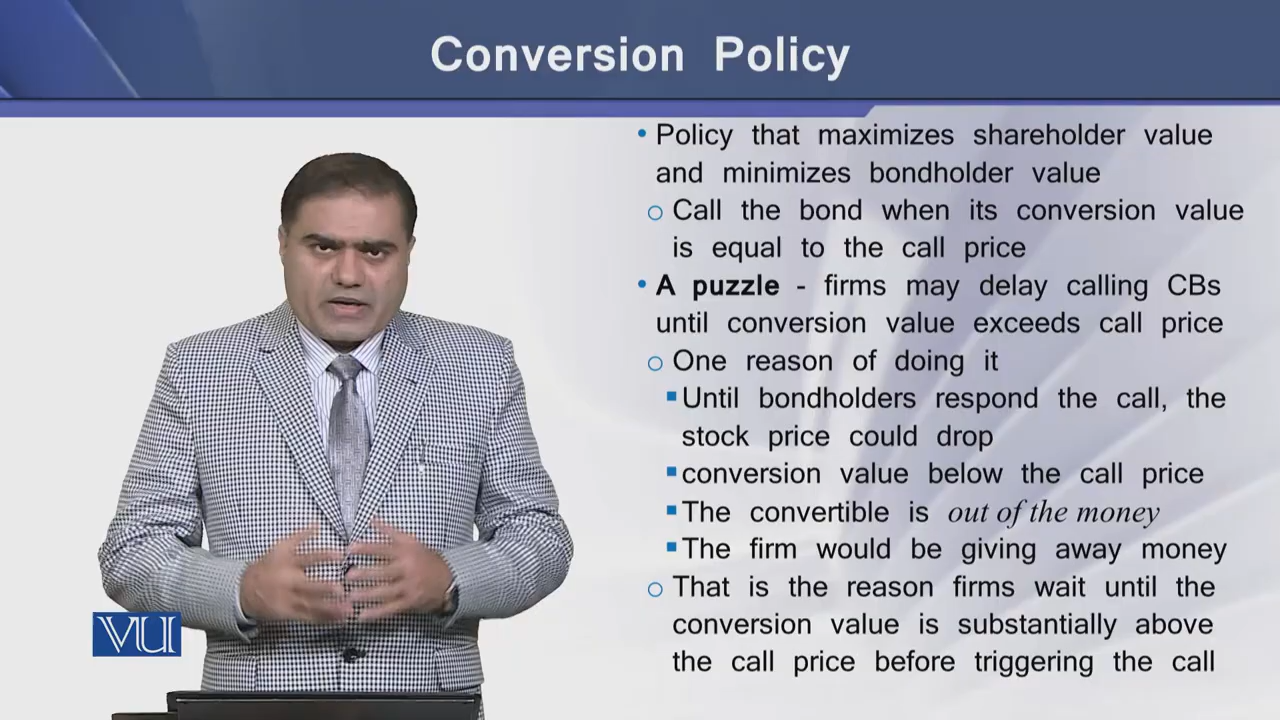 Conversion Policy
• Policy that maximizes shareholder value
and minimizes bondholder value
o Call the bond when its conversion value
is equal to the call price
• A puzzle - firms may delay calling CBs
until conversion value exceeds call price
o One reason of doing it
▪ Until bondholders respond the call, the
stock price could drop
▪ conversion value below the call price
▪ The convertible is out of the money
▪ The firm would be giving away money
o That is the reason firms wait until the
conversion value is substantially above
the call price before triggering the call
VU